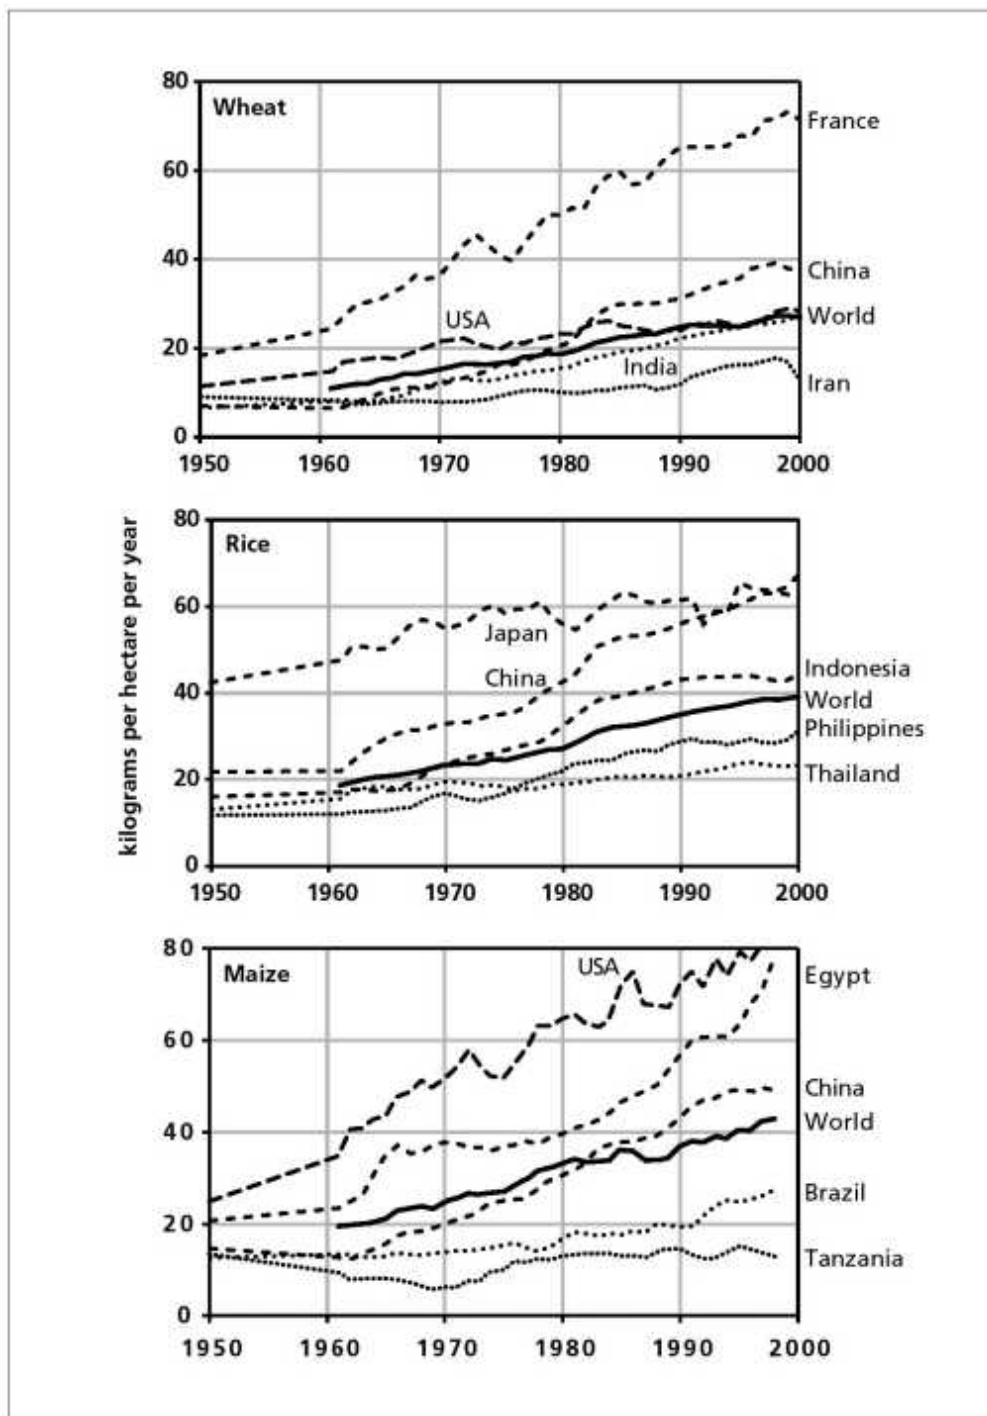 80
Wheat
France
60
40
China
USA
World
20
India
Iran
0
1950 1960 1970 1980 1990 2000
kilograms per hectare per year
80
Rice
60
Japan
China
Indonesia
40
World
Philippines
20
Thailand
0
1950 1960 1970 1980 1990 2000
80
Maize
USA
Egypt
60
China
40
World
Brazil
20
Tanzania
0
1950 1960 1970 1980 1990 2000